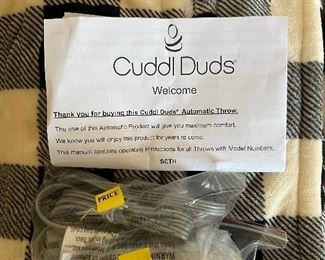 Cuddl Duds®
Welcome
Thank you for buying this Cuddl Duds® Automatic Throw.
The use of this Automatic Product will give you maximum comfort.
We know you will enjoy this product for years to come.
This manual contains operating instructions for all Throws with Model Numbers:
SCTH
PRICE
WARNING